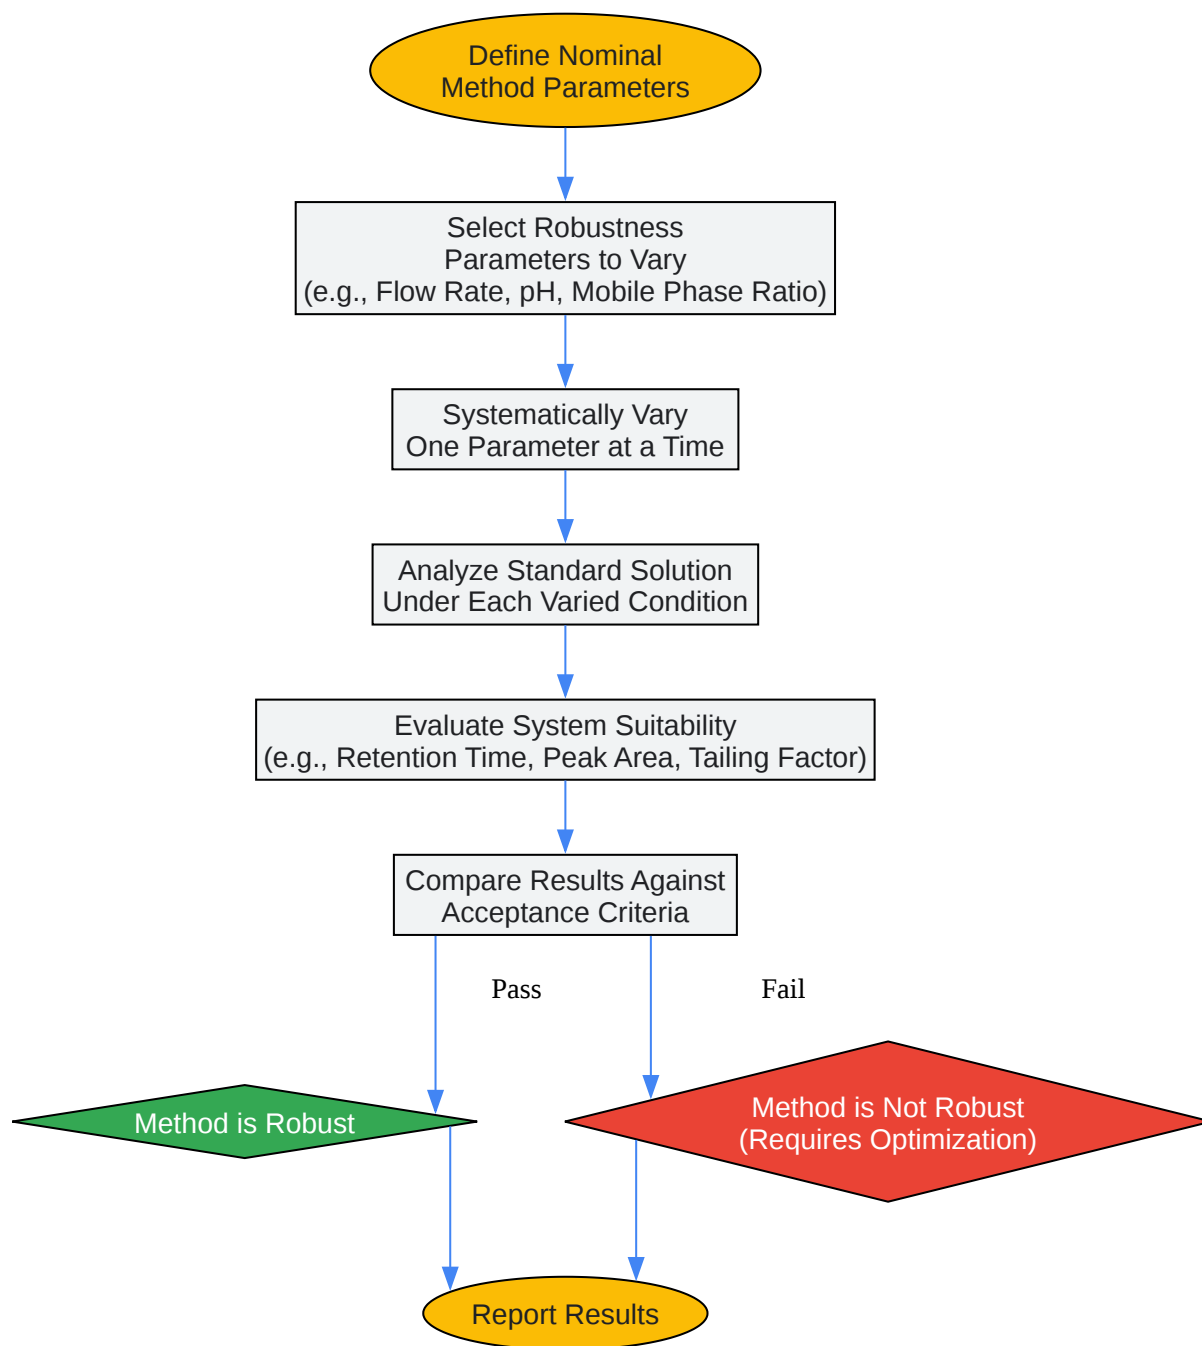 Define Nominal
Method Parameters
Select Robustness
Parameters to Vary
(e.g., Flow Rate, pH, Mobile Phase Ratio)
Systematically Vary
One Parameter at a Time
Analyze Standard Solution
Under Each Varied Condition
Evaluate System Suitability
(e.g., Retention Time, Peak Area, Tailing Factor)
Compare Results Against
Acceptance Criteria
Pass
Fail
Method is Robust
Method is Not Robust
(Requires Optimization)
Report Results